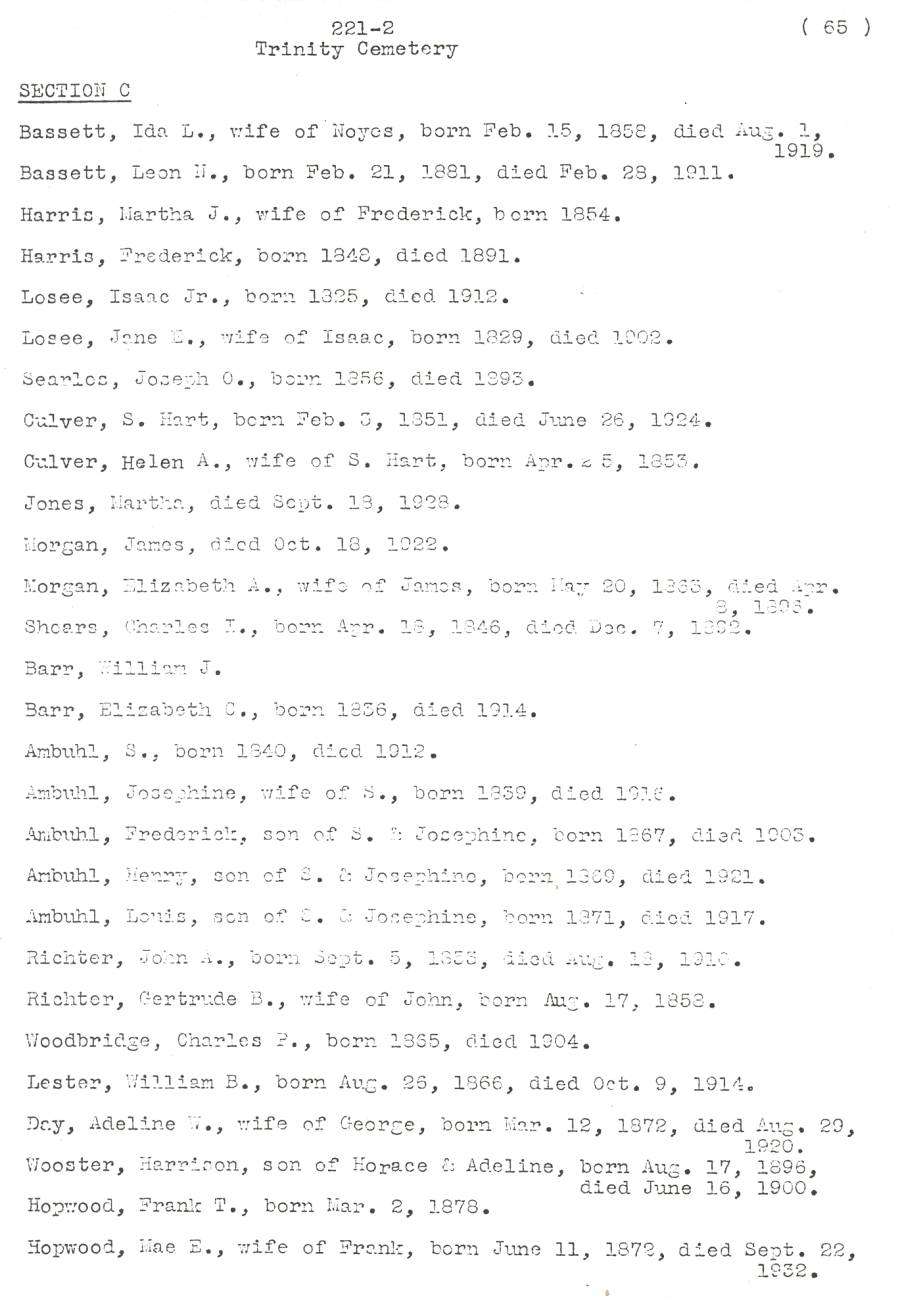 221-2
( 65 )
Trinity Cemetery
SECTION C
Bassett, Ida L., wife of Noyes, born Feb. 15, 1858, died Aug. 1,
1919.
Bassett, Leon N., born Feb. 21, 1881, died Feb. 28, 1911.
Harris, Martha J., wife of Frederick, born 1854.
Harris, Frederick, born 1848, died 1891.
Losee, Isaac Jr., born 1825, died 1912.
Losee, Jane E., wife of Isaac, born 1829, died 1902.
Searles, Joseph O., born 1856, died 1893.
Culver, S. Hart, born Feb. 3, 1851, died June 26, 1924.
Culver, Helen A., wife of S. Hart, born Apr. 25, 1853.
Jones, Martha, died Sept. 18, 1928.
Morgan, James, died Oct. 18, 1922.
Morgan, Elizabeth A., wife of James, born May 20, 1863, died Apr.
8, 1896.
Shears, Charles I., born Apr. 18, 1846, died Dec. 7, 1892.
Barr, William J.
Barr, Elizabeth C., born 1836, died 1914.
Ambuhl, S., born 1840, died 1912.
Ambuhl, Josephine, wife of S., born 1839, died 1916.
Ambuhl, Frederick, son of S. & Josephine, born 1867, died 1903.
Ambuhl, Henry, son of S. & Josephine, born 1869, died 1921.
Ambuhl, Louis, son of S. & Josephine, born 1871, died 1917.
Richter, John A., born Sept. 5, died Aug. 18,
Richter, Gertrude B., wife of John, born Aug. 17, 1858.
Woodbridge, Charles P., born 1865, died 1904.
Lester, William B., born Aug. 26, 1866, died Oct. 9, 1914.
Day, Adeline W., wife of George, born Mar. 12, 1872, died Aug. 29,
1920.
Wooster, Harrison, son of Horace & Adeline, born Aug. 17, 1896,
died June 16, 1900.
Hopwood, Frank T., born Mar. 2, 1878.
Hopwood, Mae E., wife of Frank, born June 11, 1872, died Sept. 22,
1932.